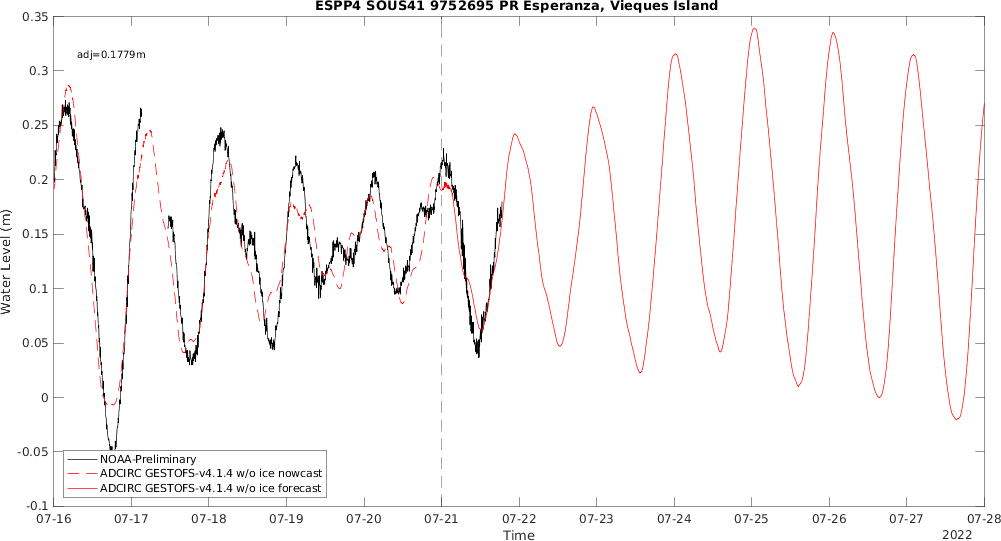 ESPP4 SOUS41 9752695 PR Esperanza, Vieques Island
adj=0.1779m
0.35
0.3
0.25
0.2
0.15
0.1
0.05
0
-0.05
-0.1
Water Level (m)
NOAA-Preliminary
ADCIRC GESTOFS-v4.1.4 w/o ice nowcast
ADCIRC GESTOFS-v4.1.4 w/o ice forecast
07-16 07-17 07-18 07-19 07-20 07-21 07-22 07-23 07-24 07-25 07-26 07-27 07-28
Time
2022